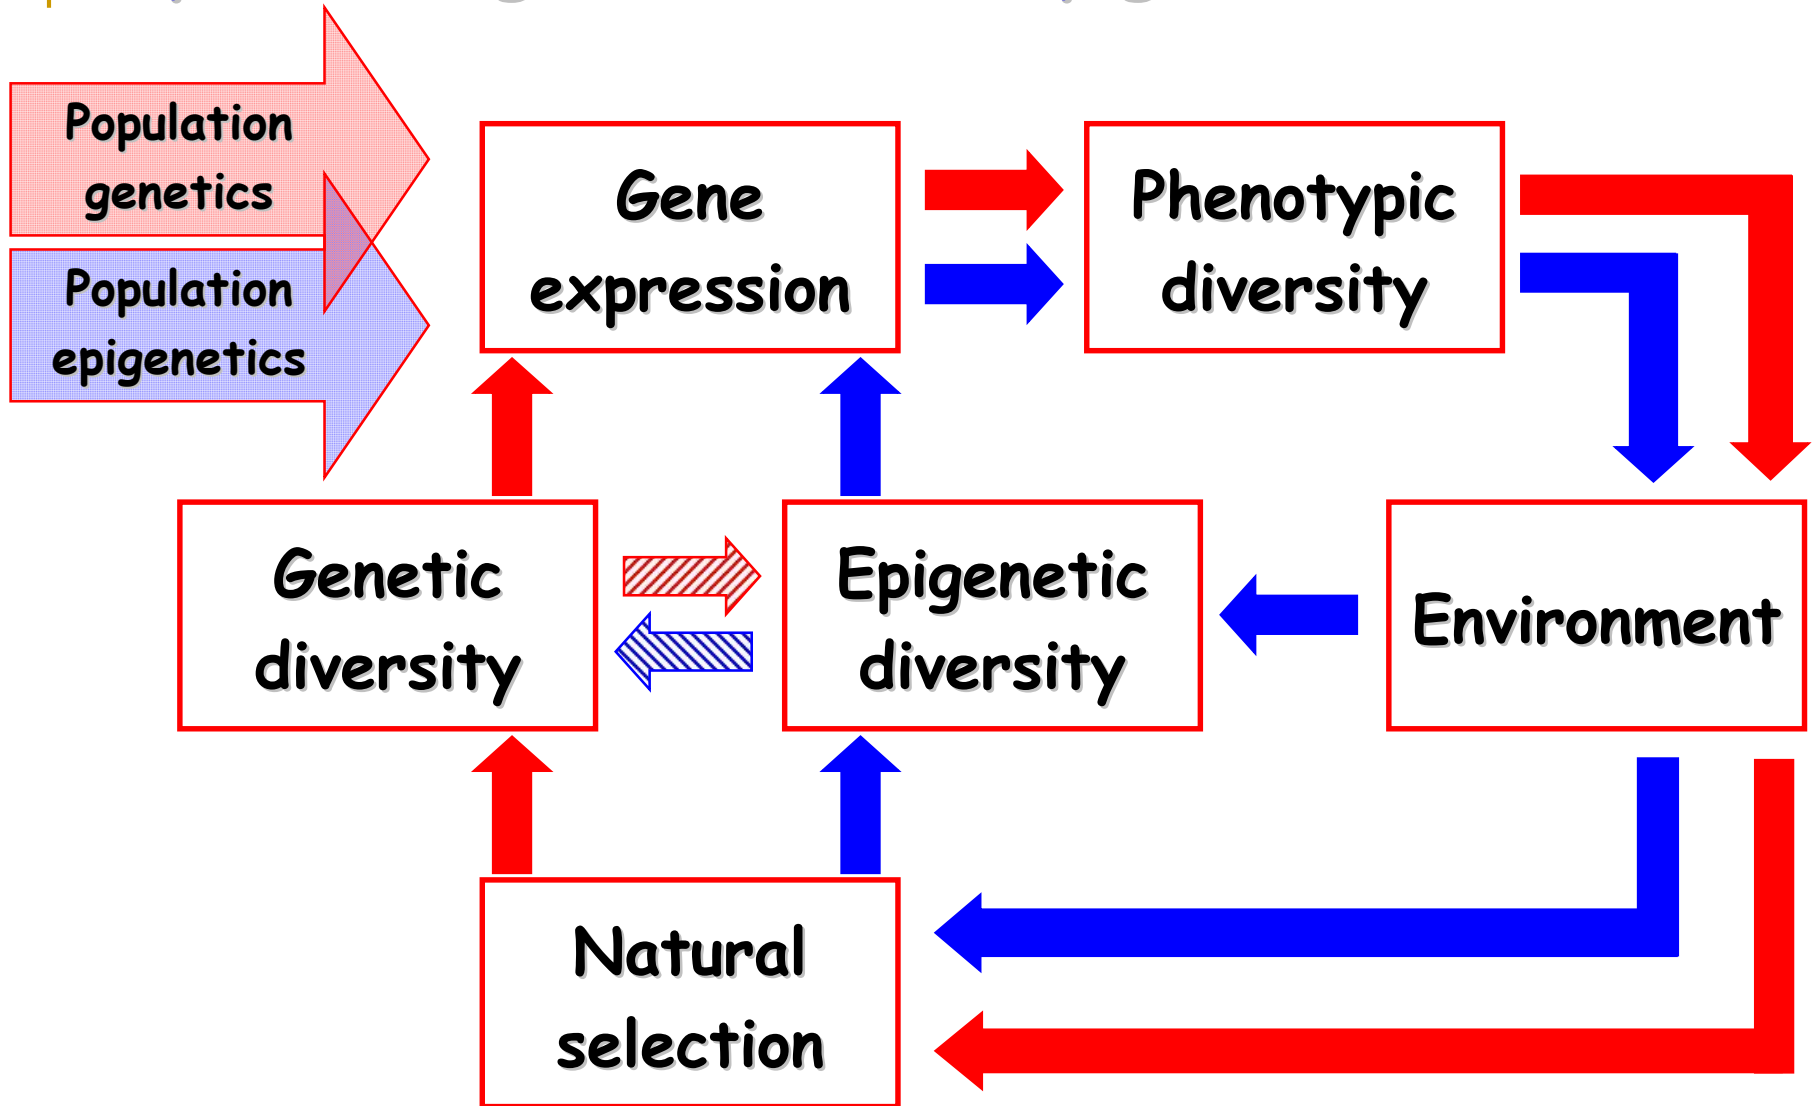 Population
genetics
Population
epigenetics
Gene
expression
Phenotypic
diversity
Genetic
diversity
Epigenetic
diversity
Environment
Natural
selection